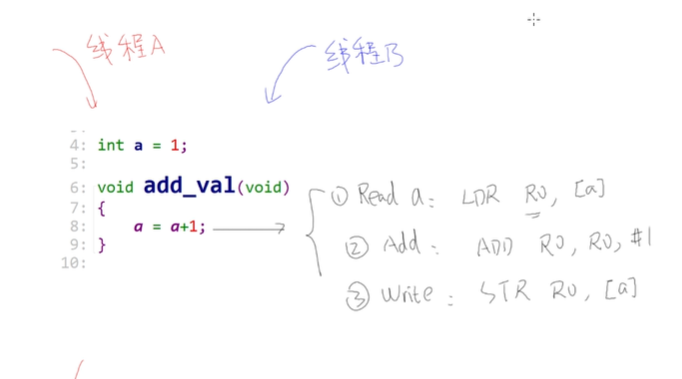 线程A
线程B
4: int a = 1;
5:
6: void add_val(void)
7: {
8: a = a+1;
9: }
10:
① Read a: LDR R0, [a]
② Add: ADD R0, R0, #1
③ Write: STR R0, [a]